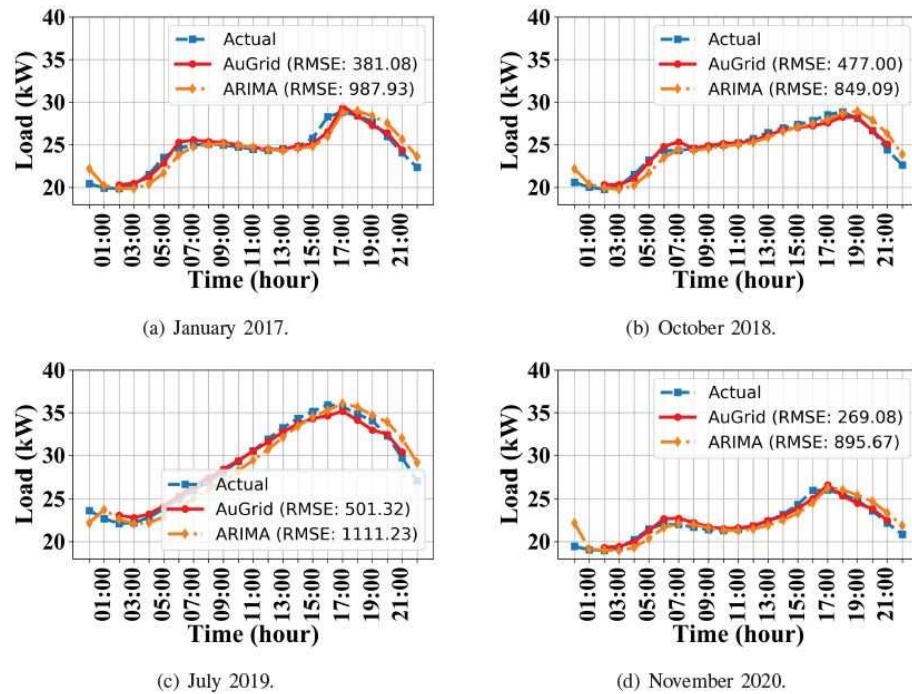 40
35
30
25
20
Load (kW)
Actual
AuGrid (RMSE: 381.08)
ARIMA (RMSE: 987.93)
01:00
03:00
05:00
07:00
09:00
11:00
13:00
15:00
17:00
19:00
21:00
Time (hour)
(a) January 2017.
40
35
30
25
20
Load (kW)
Actual
AuGrid (RMSE: 477.00)
ARIMA (RMSE: 849.09)
01:00
03:00
05:00
07:00
09:00
11:00
13:00
15:00
17:00
19:00
21:00
Time (hour)
(b) October 2018.
40
35
30
25
20
Load (kW)
Actual
AuGrid (RMSE: 501.32)
ARIMA (RMSE: 1111.23)
01:00
03:00
05:00
07:00
09:00
11:00
13:00
15:00
17:00
19:00
21:00
Time (hour)
(c) July 2019.
40
35
30
25
20
Load (kW)
Actual
AuGrid (RMSE: 269.08)
ARIMA (RMSE: 895.67)
01:00
03:00
05:00
07:00
09:00
11:00
13:00
15:00
17:00
19:00
21:00
Time (hour)
(d) November 2020.